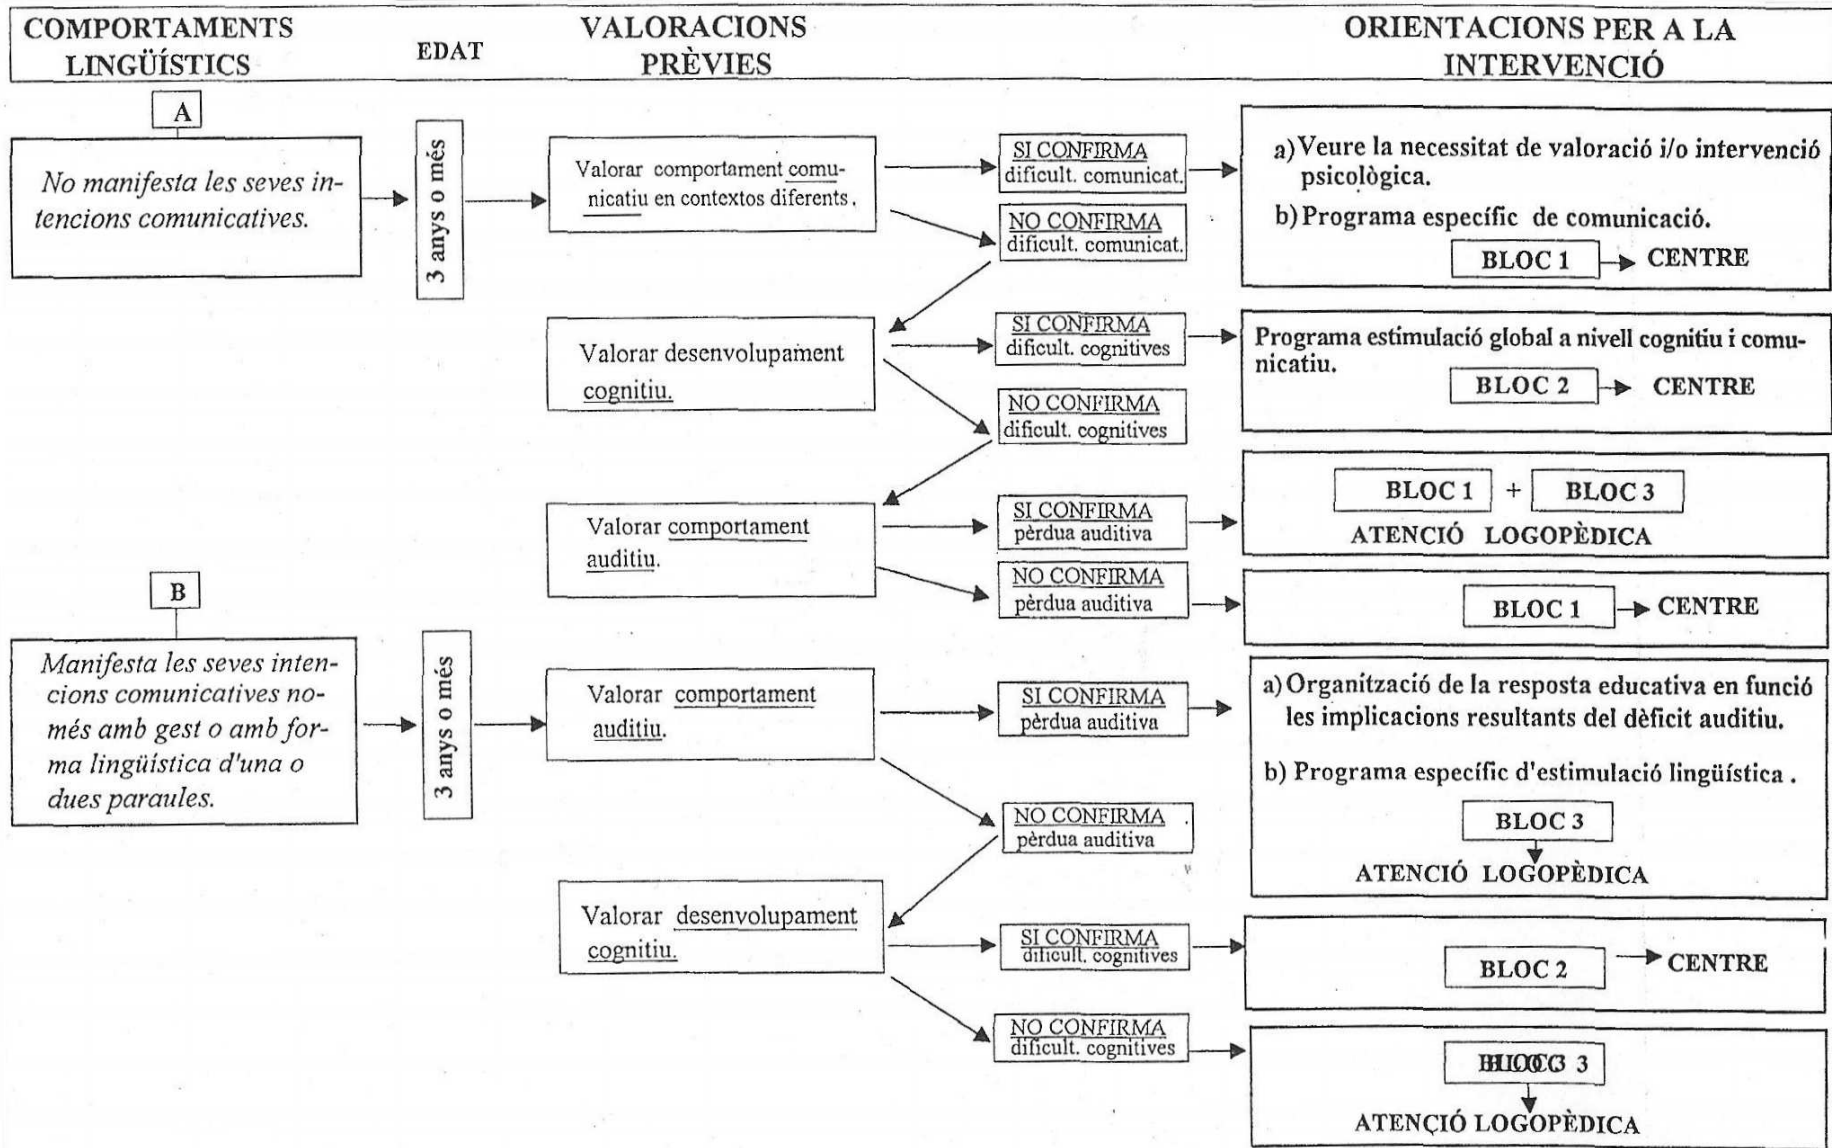 COMPORTAMENTS
LINGÜÍSTICS
EDAT
VALORACIONS
PRÈVIES
ORIENTACIONS PER A LA
INTERVENCIÓ
A
No manifesta les seves in-
tencions comunicatives.
3 anys o més
Valorar comportament comu-
nicatiu en contextos diferents.
SI CONFIRMA
dificult. comunicat.
NO CONFIRMA
dificult. comunicat.
a) Veure la necessitat de valoració i/o intervenció
psicològica.
b) Programa específic de comunicació.
BLOC 1 CENTRE
Valorar desenvolupament
cognitiu.
SI CONFIRMA
dificult. cognitives
NO CONFIRMA
dificult. cognitives
Programa estimulació global a nivell cognitiu i comu-
nicatiu.
BLOC 2 CENTRE
Valorar comportament
auditiu.
SI CONFIRMA
pèrdua auditiva
NO CONFIRMA
pèrdua auditiva
BLOC 1 + BLOC 3
ATENCIÓ LOGOPÈDICA
BLOC 1 CENTRE
B
Manifesta les seves inten-
cions comunicatives no-
més amb gest o amb for-
ma lingüística d'una o
dues paraules.
3 anys o més
Valorar comportament
auditiu.
SI CONFIRMA
pèrdua auditiva
NO CONFIRMA
pèrdua auditiva
a) Organització de la resposta educativa en funció
les implicacions resultants del dèficit auditiu.
b) Programa específic d'estimulació lingüística .
BLOC 3
ATENCIÓ LOGOPÈDICA
Valorar desenvolupament
cognitiu.
SI CONFIRMA
dificult. cognitives
NO CONFIRMA
dificult. cognitives
BLOC 2 CENTRE
3
ATENCIÓ LOGOPÈDICA